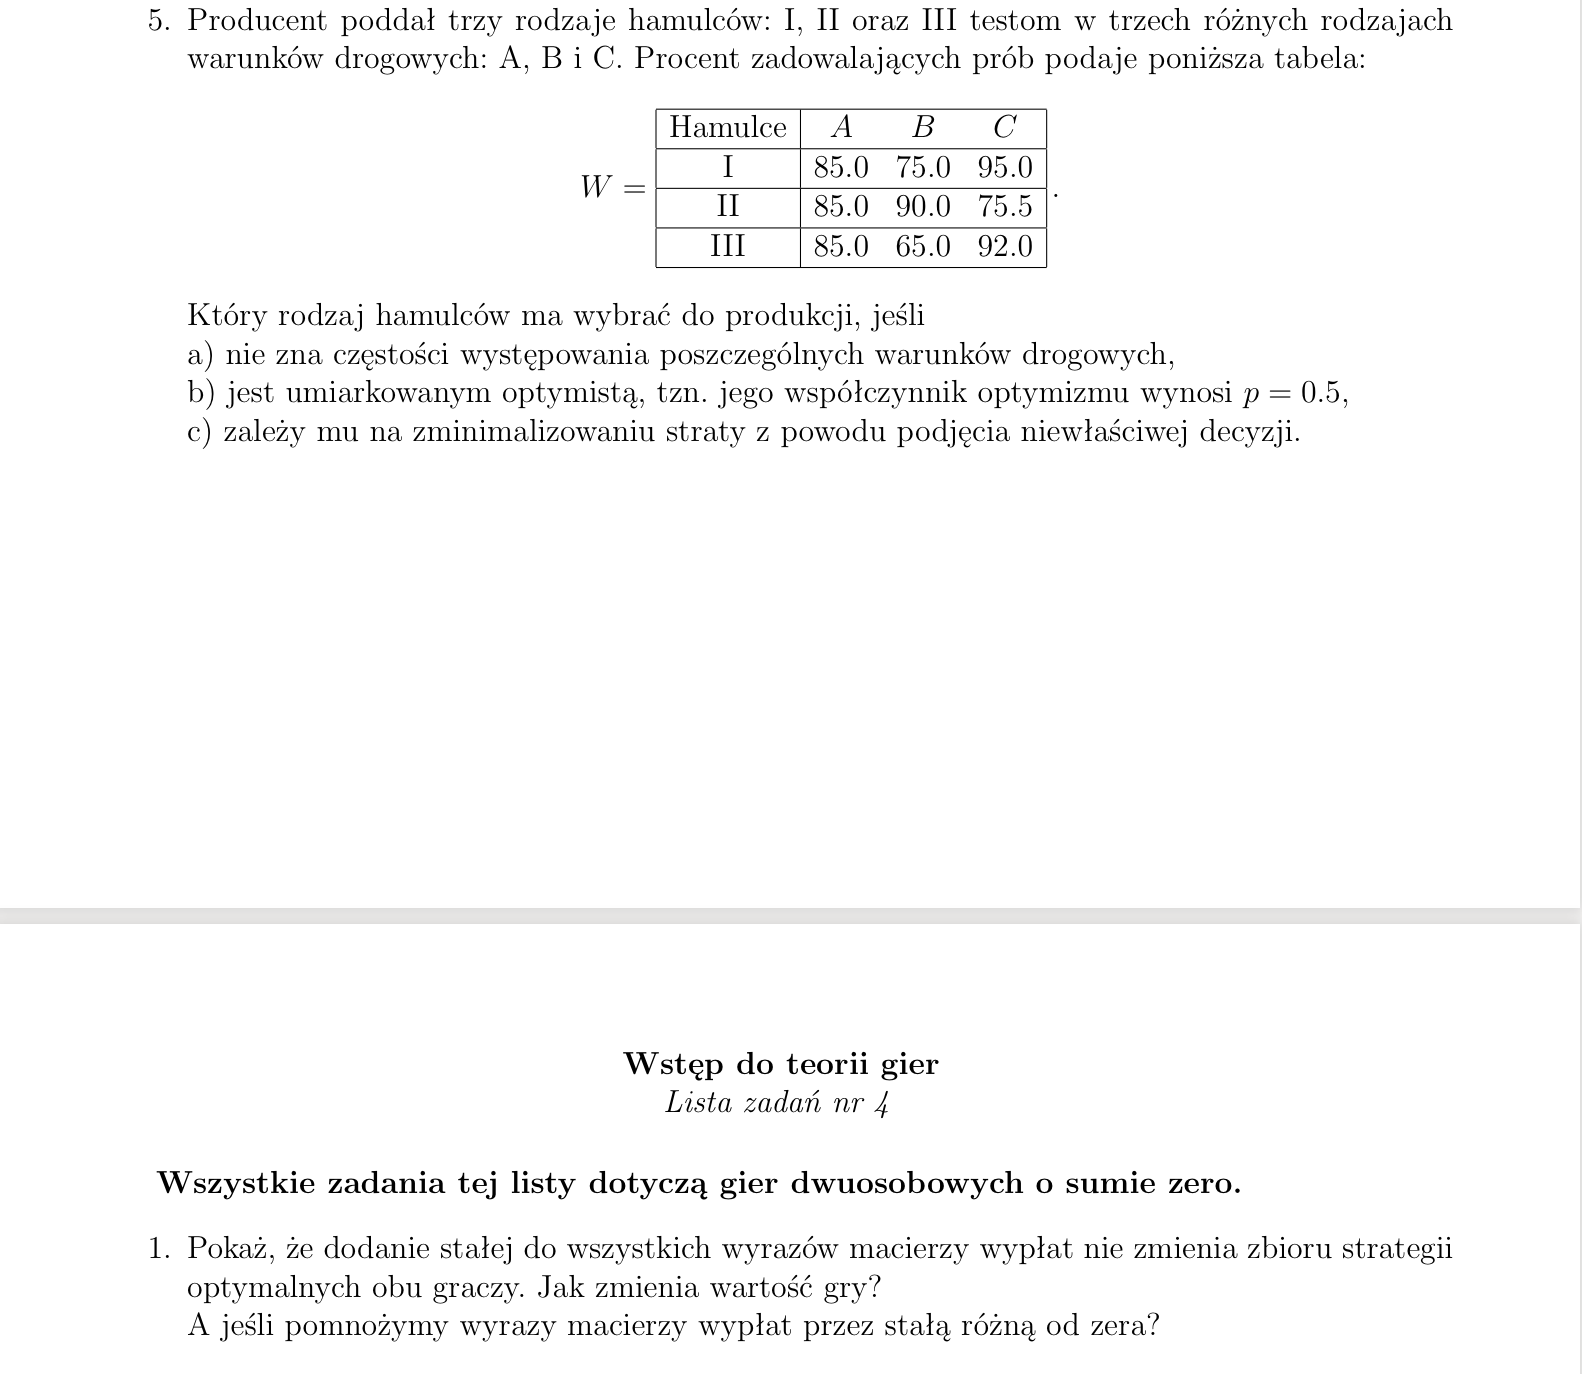 5. Producent poddał trzy rodzaje hamulców: I, II oraz III testom w trzech różnych rodzajach
warunków drogowych: A, B i C. Procent zadowalających prób podaje poniższa tabela:
Hamulce A B C
I 85.0 75.0 95.0
W = II 85.0 90.0 75.5 .
III 85.0 65.0 92.0
Który rodzaj hamulców ma wybrać do produkcji, jeśli
a) nie zna częstości występowania poszczególnych warunków drogowych,
b) jest umiarkowanym optymistą, tzn. jego współczynnik optymizmu wynosi p = 0.5,
c) zależy mu na zminimalizowaniu straty z powodu podjęcia niewłaściwej decyzji.
Wstęp do teorii gier
Lista zadań nr 4
Wszystkie zadania tej listy dotyczą gier dwuosobowych o sumie zero.
1. Pokaż, że dodanie stałej do wszystkich wyrazów macierzy wypłat nie zmienia zbioru strategii
optymalnych obu graczy. Jak zmienia wartość gry?
A jeśli pomnożymy wyrazy macierzy wypłat przez stałą różną od zera?